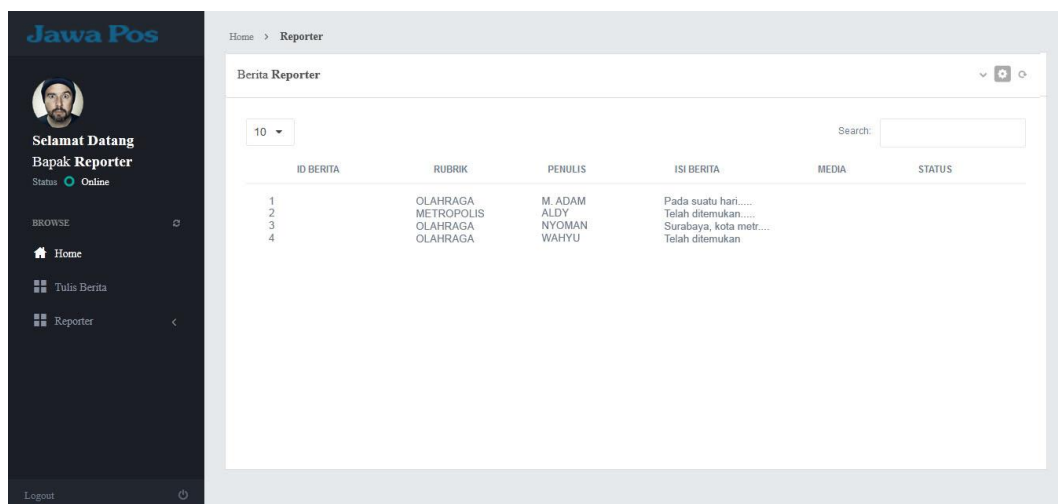 Jawa Pos
Home > Reporter
Berita Reporter
Selamat Datang
Bapak Reporter
Status Online
BROWSE
Home
Tulis Berita
Reporter
Logout
10
Search:
ID BERITA RUBRIK PENULIS ISI BERITA MEDIA STATUS
1 OLAHRAGA M. ADAM Pada suatu hari.....
2 METROPOLIS ALDY Telah ditemukan.....
3 OLAHRAGA NYOMAN Surabaya, kota metr....
4 OLAHRAGA WAHYU Telah ditemukan